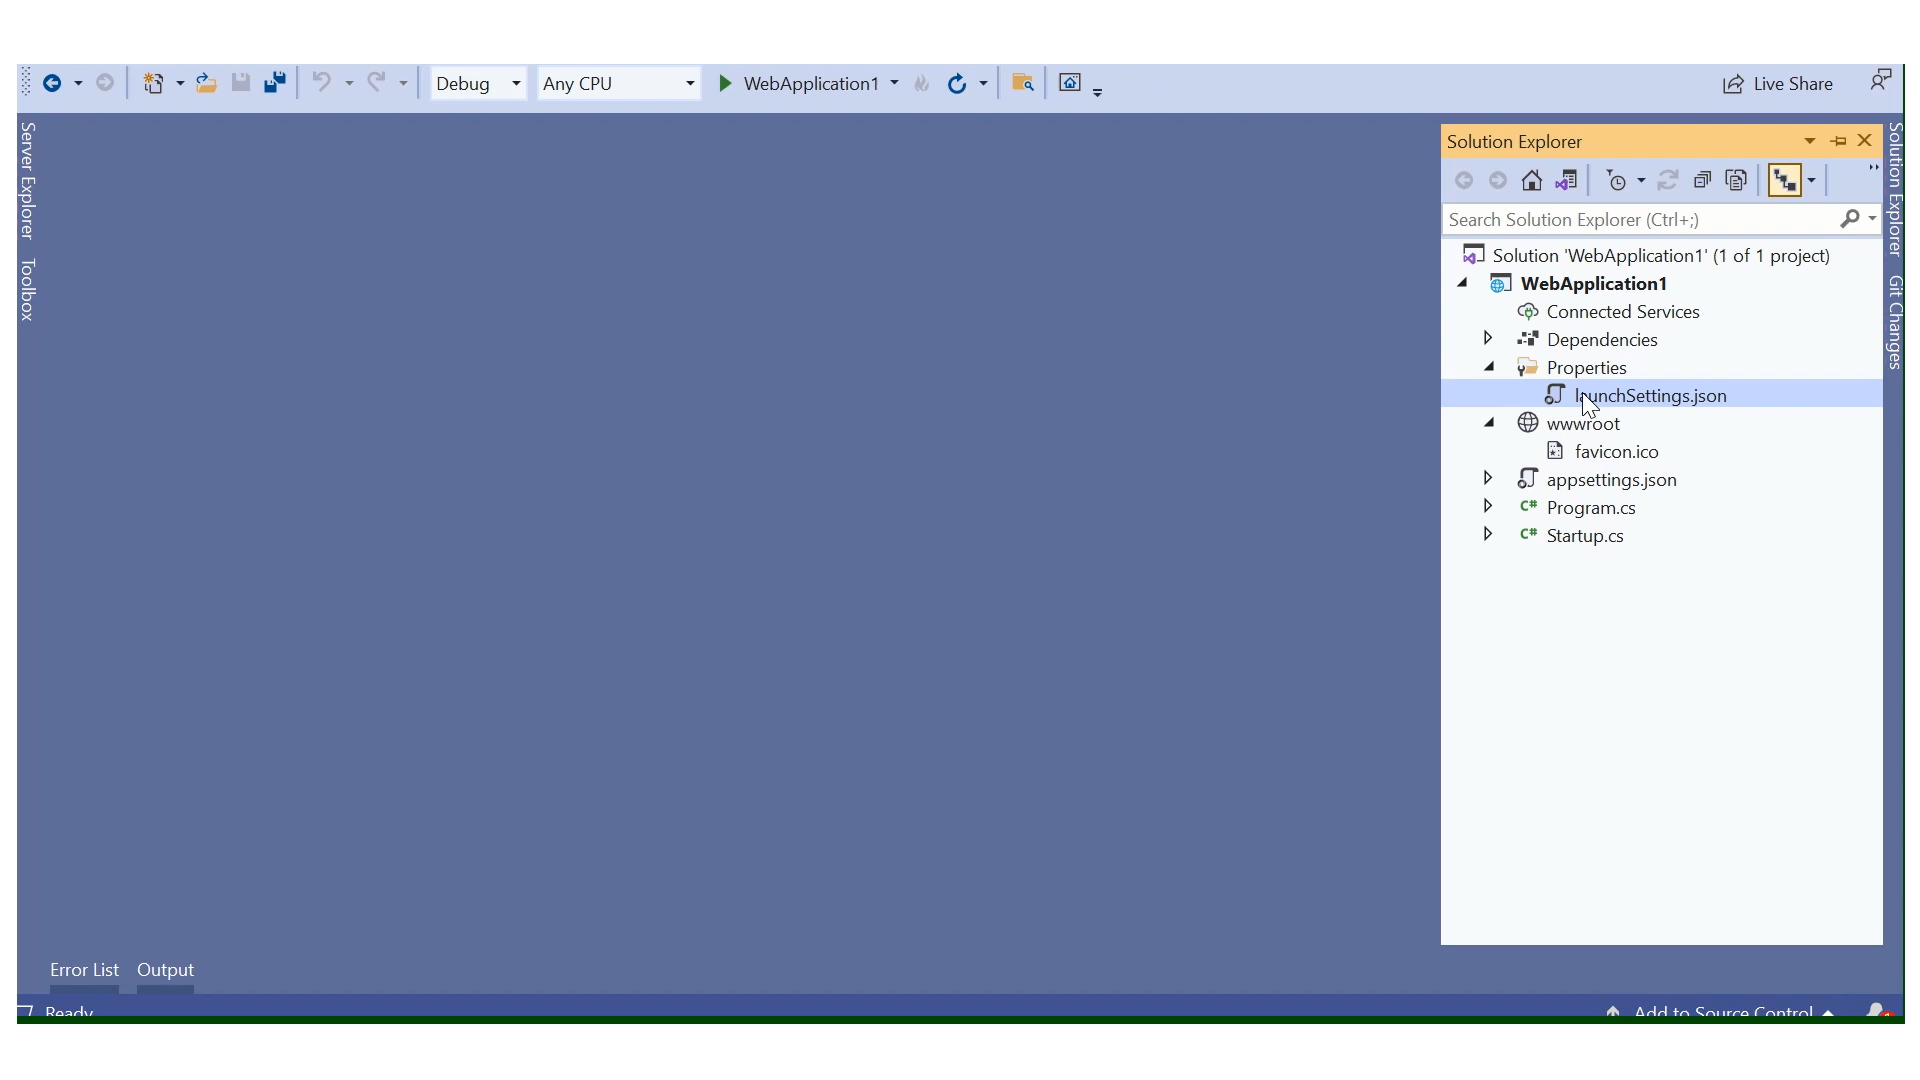 Debug
Any CPU
WebApplication1
Live Share
Server Explorer
Toolbox
Solution Explorer
Search Solution Explorer (Ctrl+;)
Solution 'WebApplication1' (1 of 1 project)
WebApplication1
Connected Services
Dependencies
Properties
launchSettings.json
wwwroot
favicon.ico
appsettings.json
C# Program.cs
C# Startup.cs
Solution Explorer
Git Changes
Error List
Output
Ready
Add to Source Control